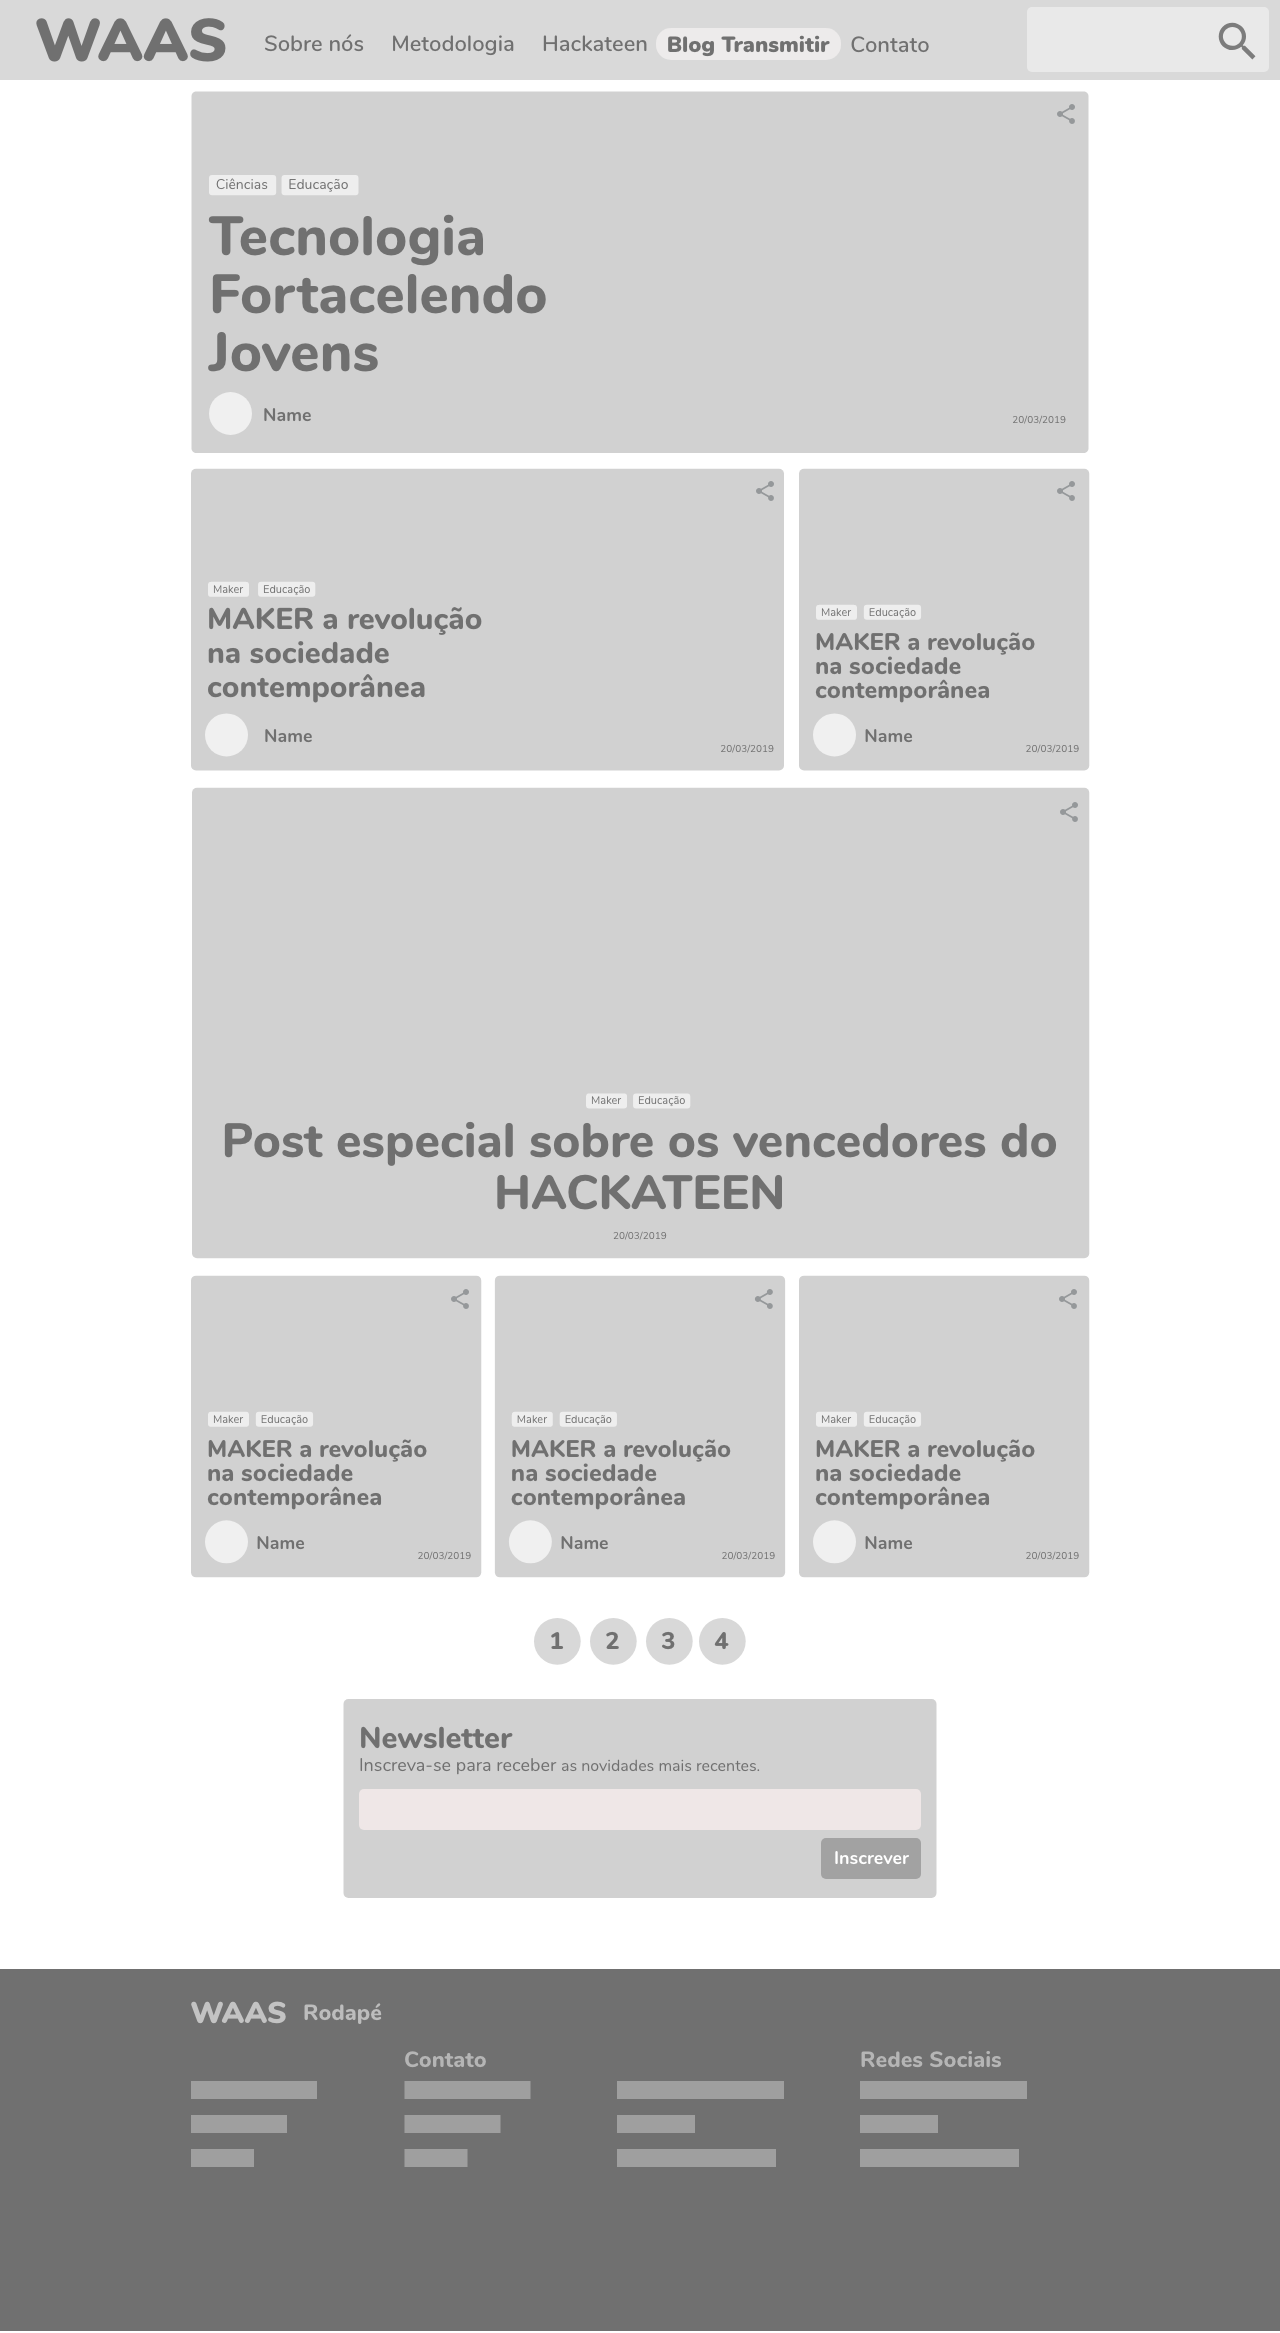 WAAS Sobre nós Metodologia Hackateen Blog Transmitir Contato
Ciências Educação
Tecnologia
Fortacelendo
Jovens
Name
20/03/2019
Maker Educação
MAKER a revolução
na sociedade
contemporânea
Name
20/03/2019
Maker Educação
MAKER a revolução
na sociedade
contemporânea
Name
20/03/2019
Maker Educação
Post especial sobre os vencedores do
HACKATEEN
20/03/2019
Maker Educação
MAKER a revolução
na sociedade
contemporânea
Name
20/03/2019
Maker Educação
MAKER a revolução
na sociedade
contemporânea
Name
20/03/2019
Maker Educação
MAKER a revolução
na sociedade
contemporânea
Name
20/03/2019
1 2 3 4
Newsletter
Inscreva-se para receber as novidades mais recentes.
Inscrever
WAAS Rodapé
Contato
Redes Sociais